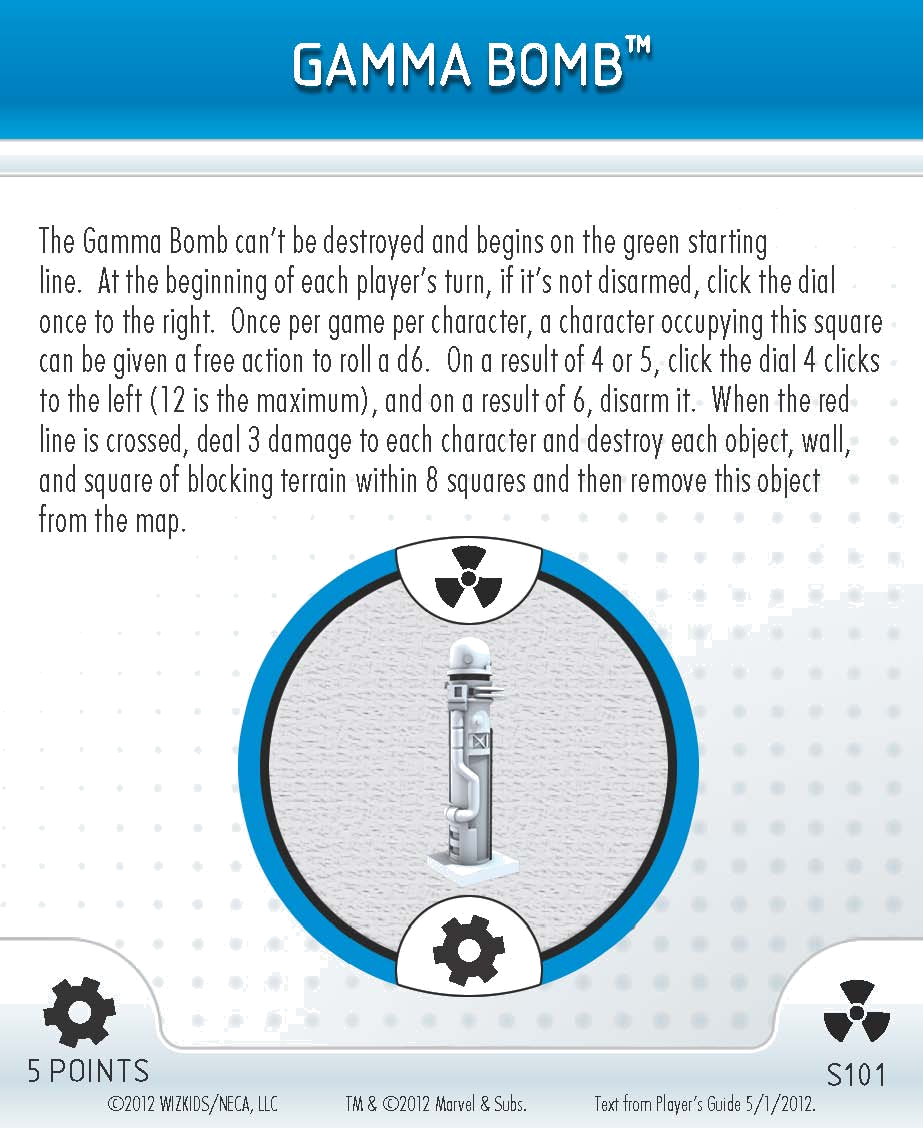 GAMMA BOMB™
The Gamma Bomb can't be destroyed and begins on the green starting
line.  At the beginning of each player's turn, if it's not disarmed, click the dial
once to the right.  Once per game per character, a character occupying this square
can be given a free action to roll a d6.  On a result of 4 or 5, click the dial 4 clicks
to the left (12 is the maximum), and on a result of 6, disarm it.  When the red
line is crossed, deal 3 damage to each character and destroy each object, wall,
and square of blocking terrain within 8 squares and then remove this object
from the map.
5 POINTS
S101
©2012 WIZKIDS/NECA, LLC TM & ©2012 Marvel & Subs. Text from Player's Guide 5/1/2012.